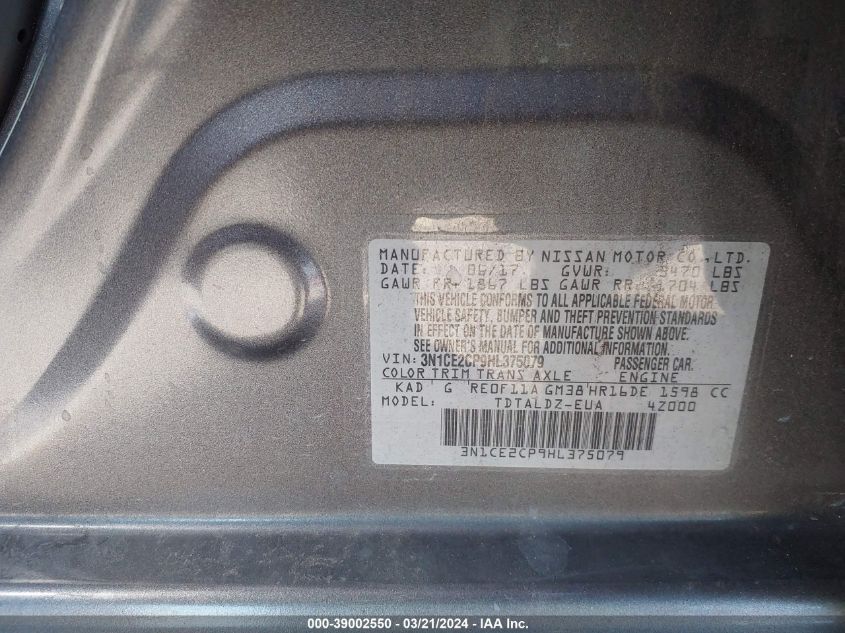 MANUFACTURED BY NISSAN MOTOR CO., LTD.
DATE: 06/17 GVWR: 3470 LBS
GAWR FR 1867 LBS GAWR RR 1704 LBS
THIS VEHICLE CONFORMS TO ALL APPLICABLE FEDERAL MOTOR
VEHICLE SAFETY, BUMPER AND THEFT PREVENTION STANDARDS
IN EFFECT ON THE DATE OF MANUFACTURE SHOWN ABOVE.
SEE OWNER'S MANUAL FOR ADDITIONAL INFORMATION.
VIN: 3N1CE2CP9HL375079 PASSENGER CAR.
COLOR TRIM TRANS AXLE ENGINE
KAD G RE0F11A GM38 HR16DE 1598 CC
MODEL: TDTALDZ-EUA 4Z000
3N1CE2CP9HL375079
000-39002550 - 03/21/2024 - IAAI.com.